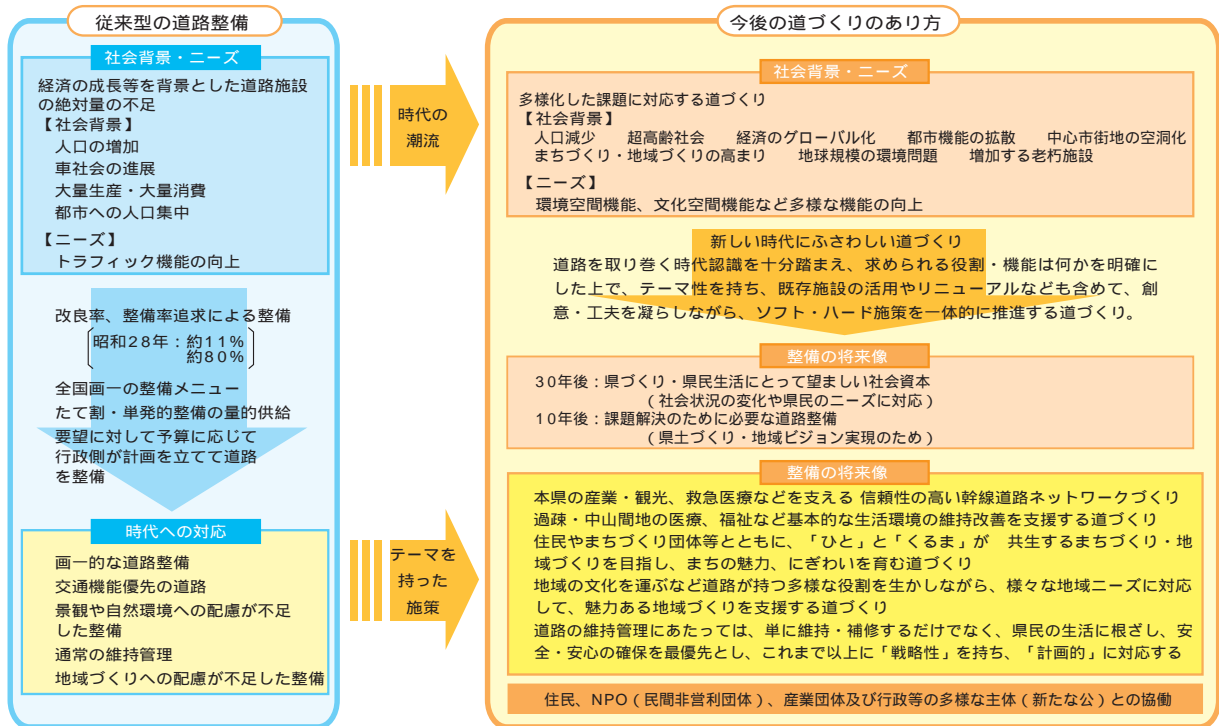 従来型の道路整備
社会背景・ニーズ
経済の成長等を背景とした道路施設
の絶対量の不足
【社会背景】
人口の増加
車社会の進展
大量生産・大量消費
都市への人口集中
【ニーズ】
トラフィック機能の向上
改良率、整備率追求による整備
昭和28年：約11%
約80%
全国画一の整備メニュー
たて割・単発的整備の量的供給
要望に対して予算に応じて
行政側が計画を立てて道路
を整備
時代への対応
画一的な道路整備
交通機能優先の道路
景観や自然環境への配慮が不足
した整備
通常の維持管理
地域づくりへの配慮が不足した整備
時代の
潮流
テーマを
持った
施策
今後の道づくりのあり方
社会背景・ニーズ
多様化した課題に対応する道づくり
【社会背景】
人口減少　超高齢社会　経済のグローバル化　都市機能の拡散　中心市街地の空洞化
まちづくり・地域づくりの高まり　地球規模の環境問題　増加する老朽施設
【ニーズ】
環境空間機能、文化空間機能など多様な機能の向上
新しい時代にふさわしい道づくり
道路を取り巻く時代認識を十分踏まえ、求められる役割・機能は何かを明確に
した上で、テーマ性を持ち、既存施設の活用やリニューアルなども含めて、創
意・工夫を凝らしながら、ソフト・ハード施策を一体的に推進する道づくり。
整備の将来像
30年後：県づくり・県民生活にとって望ましい社会資本
（社会状況の変化や県民のニーズに対応）
10年後：課題解決のために必要な道路整備
（県土づくり・地域ビジョン実現のため）
整備の将来像
本県の産業・観光、救急医療などを支える 信頼性の高い幹線道路ネットワークづくり
過疎・中山間地の医療、福祉など基本的な生活環境の維持改善を支援する道づくり
住民やまちづくり団体等とともに、「ひと」と「くるま」が　共生するまちづくり・地
域づくりを目指し、まちの魅力、にぎわいを育む道づくり
地域の文化を運ぶなど道路が持つ多様な役割を生かしながら、様々な地域ニーズに対応
して、魅力ある地域づくりを支援する道づくり
道路の維持管理にあたっては、単に維持・補修するだけでなく、県民の生活に根ざし、安
全・安心の確保を最優先とし、これまで以上に「戦略性」を持ち、「計画的」に対応する
住民、NPO（民間非営利団体）、産業団体及び行政等の多様な主体（新たな公）との協働